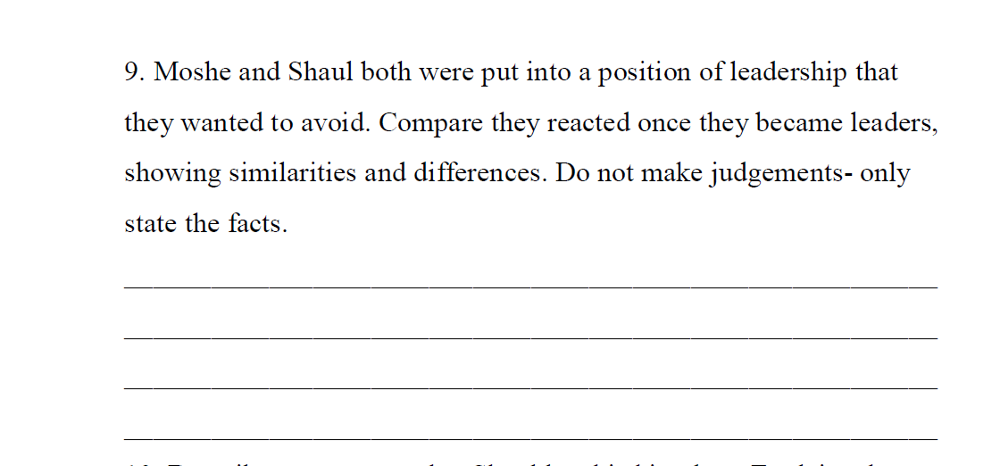 9. Moshe and Shaul both were put into a position of leadership that
they wanted to avoid. Compare they reacted once they became leaders,
showing similarities and differences. Do not make judgements- only
state the facts.